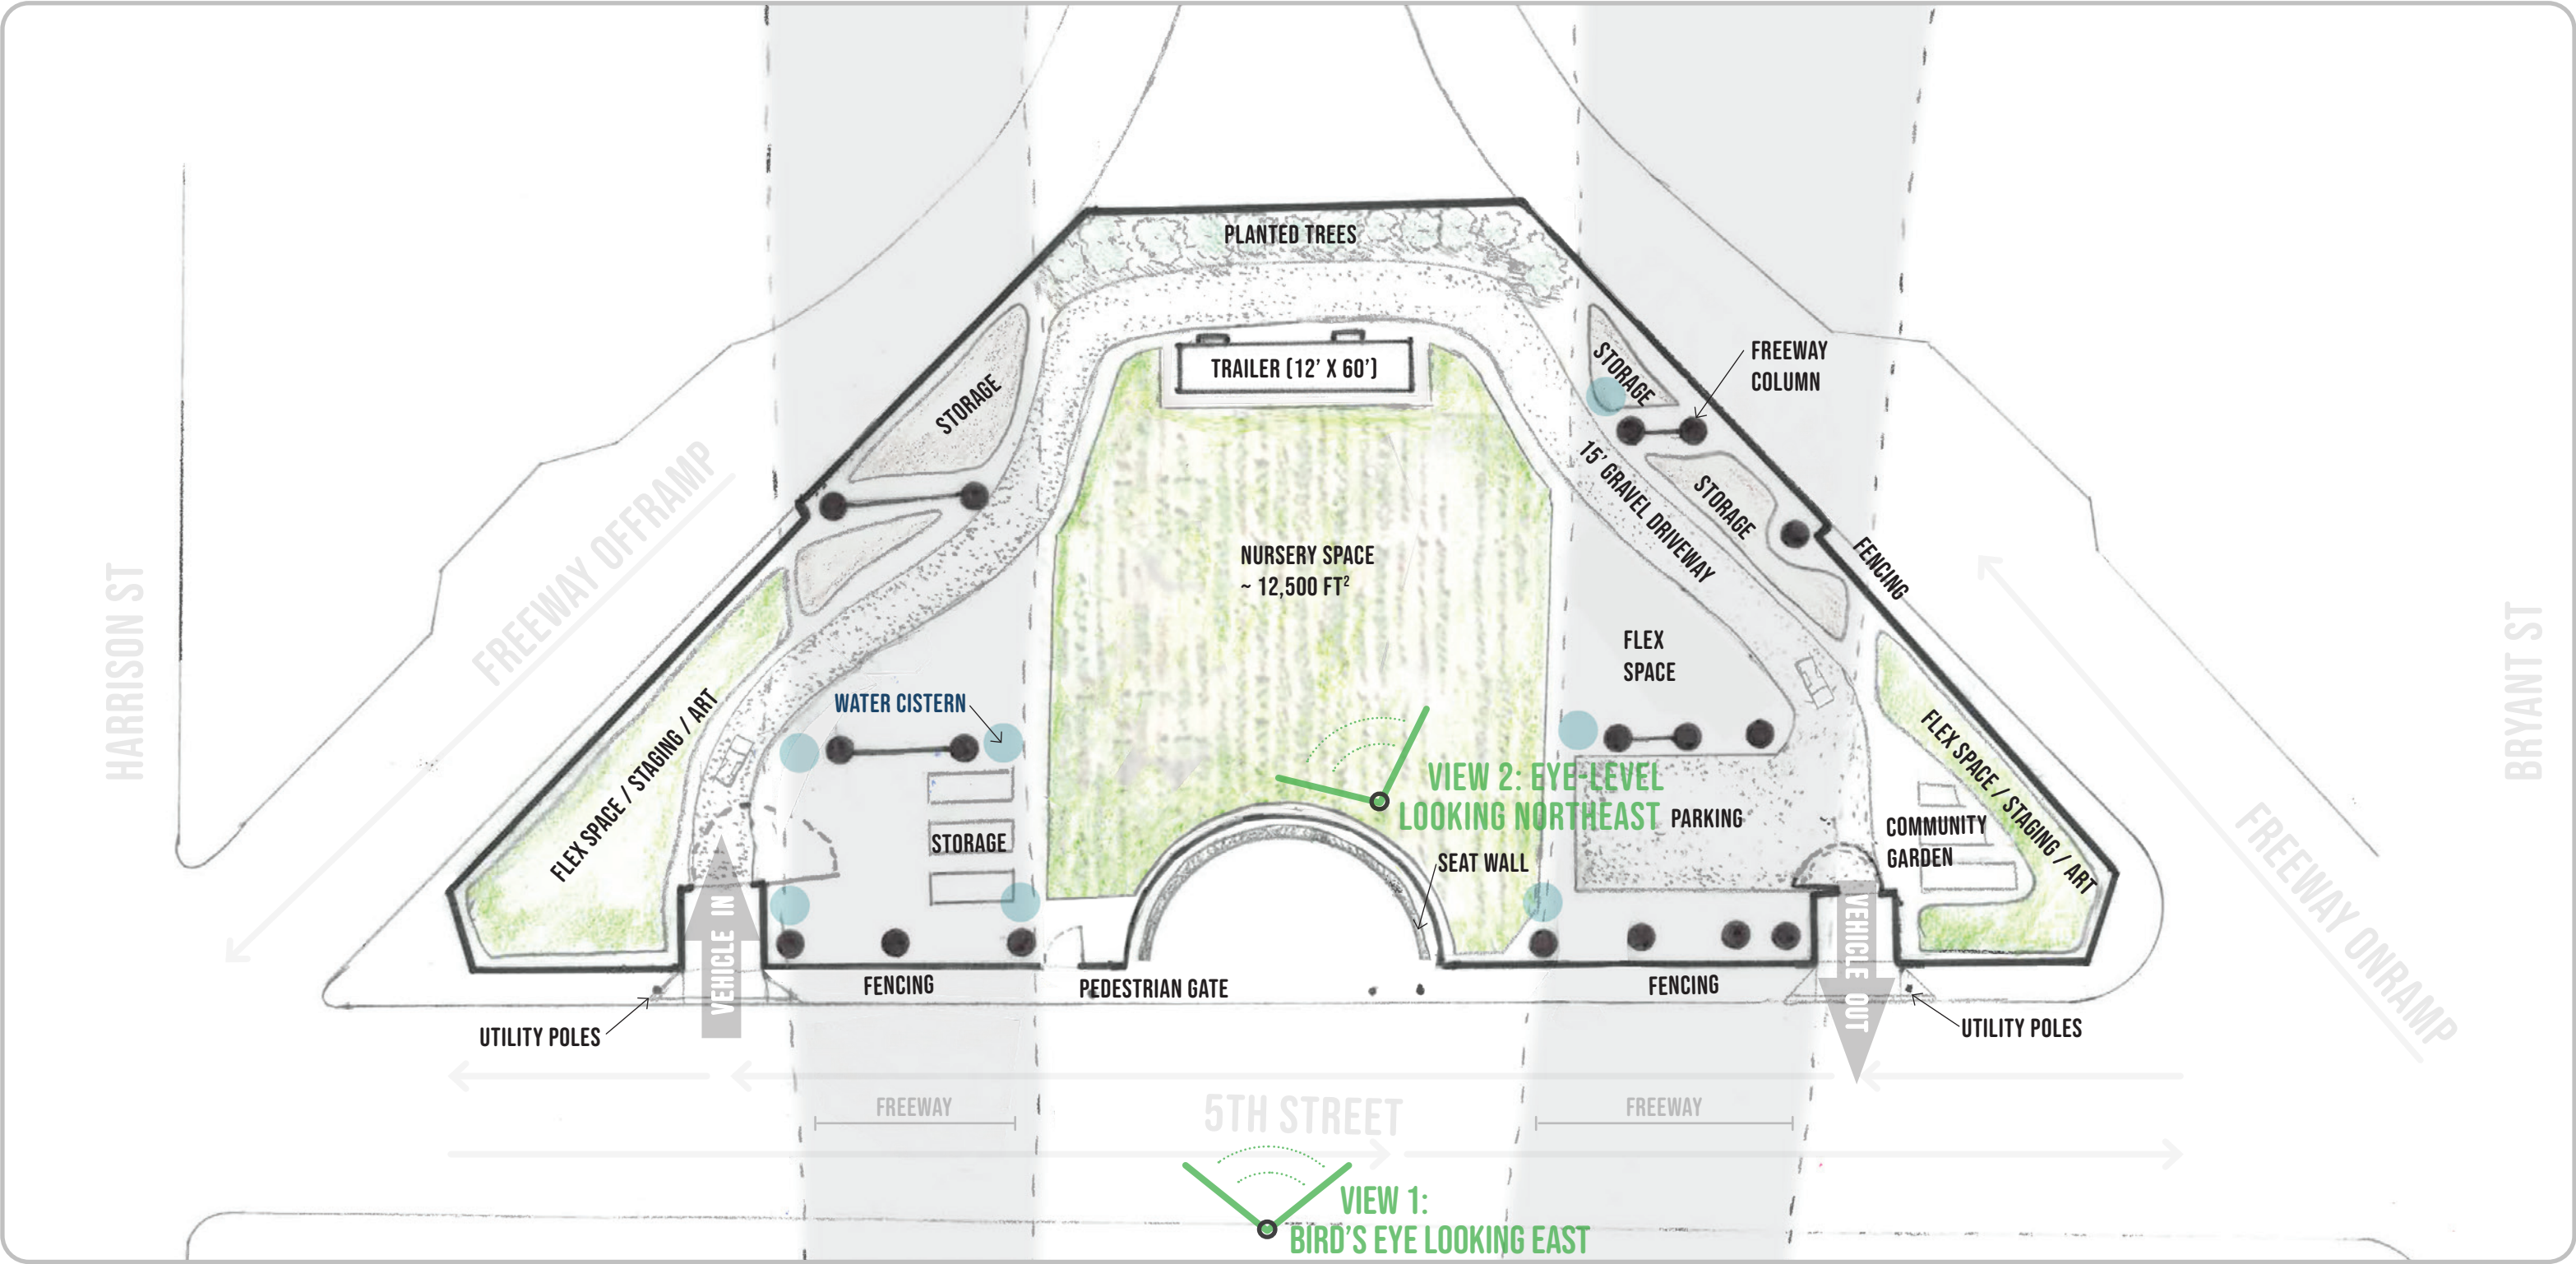 PLANTED TREES
TRAILER (12' X 60')
STORAGE
STORAGE
FREEWAY
COLUMN
15' GRAVEL DRIVEWAY
STORAGE
FENCING
NURSERY SPACE
~ 12,500 FT²
FREEWAY OFFRAMP
HARRISON ST
BRYANT ST
FLEX
SPACE
FLEX SPACE / STAGING / ART
WATER CISTERN
FLEX SPACE / STAGING / ART
VIEW 2: EYE-LEVEL
LOOKING NORTHEAST
PARKING
STORAGE
COMMUNITY
GARDEN
SEAT WALL
FREEWAY ONRAMP
VEHICLE IN
VEHICLE OUT
FENCING
PEDESTRIAN GATE
FENCING
UTILITY POLES
UTILITY POLES
FREEWAY
5TH STREET
FREEWAY
VIEW 1:
BIRD'S EYE LOOKING EAST